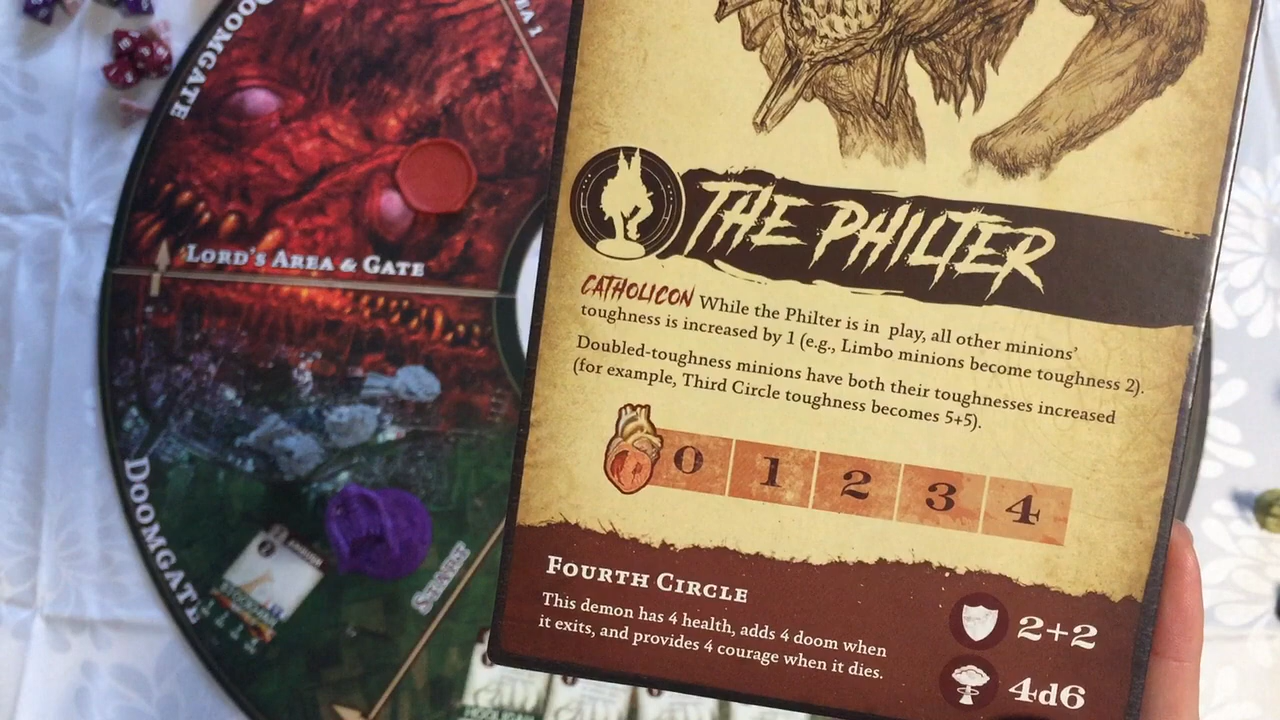 DOOMGATE
LORD'S AREA & GATE
DOOMGATE
START
THE PHILTER
CATHOLICON While the Philter is in play, all other minions'
toughness is increased by 1 (e.g., Limbo minions become toughness 2).
Doubled-toughness minions have both their toughnesses increased
(for example, Third Circle toughness becomes 5+5).
0 1 2 3 4
FOURTH CIRCLE
This demon has 4 health, adds 4 doom when
it exits, and provides 4 courage when it dies.
2+2
4d6